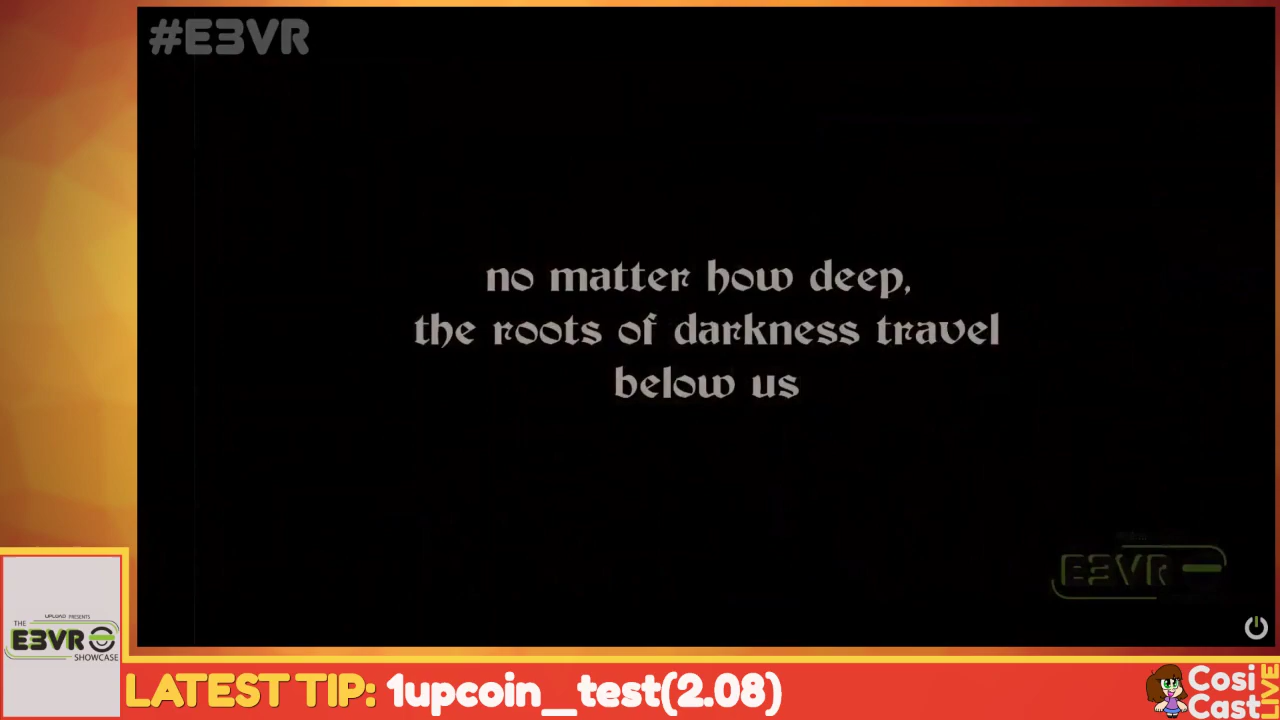 #E3VR
no matter how deep,
the roots of darkness travel
below us
E3VR
UPLOAD PRESENTS
THE
E3VR
SHOWCASE
LATEST TIP: 1upcoin_test(2.08)
Cosi
Cast
LIVE